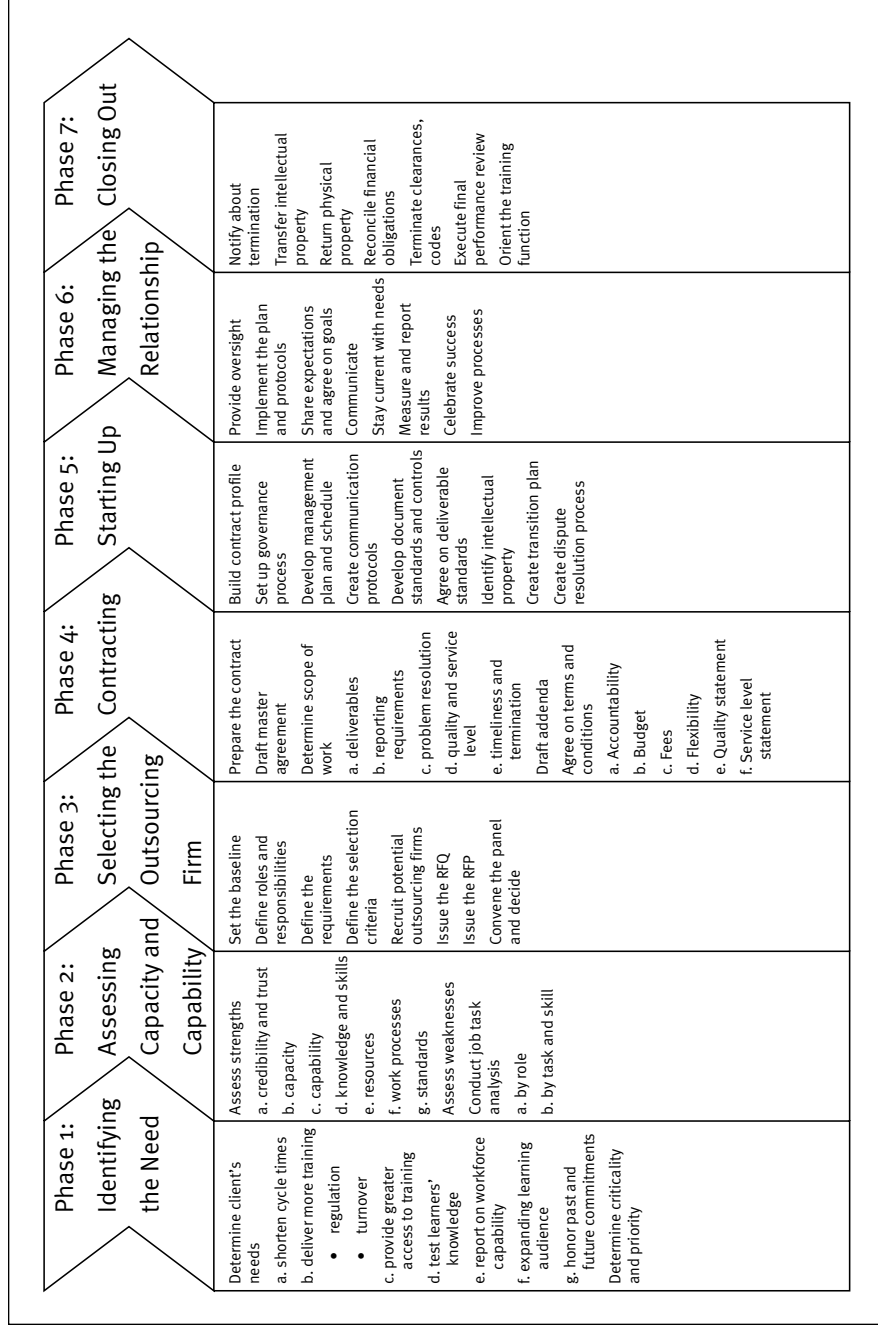 Phase 1:
Identifying
the Need
Determine client's
needs
a. shorten cycle times
b. deliver more training
• regulation
• turnover
c. provide greater
access to training
d. test learners'
knowledge
e. report on workforce
capability
f. expanding learning
audience
g. honor past and
future commitments
Determine criticality
and priority
Phase 2:
Assessing
Capacity and
Capability
Assess strengths
a. credibility and trust
b. capacity
c. capability
d. knowledge and skills
e. resources
f. work processes
g. standards
Assess weaknesses
Conduct job task
analysis
a. by role
b. by task and skill
Phase 3:
Selecting the
Outsourcing
Firm
Set the baseline
Define roles and
responsibilities
Define the
requirements
Define the selection
criteria
Recruit potential
outsourcing firms
Issue the RFQ
Issue the RFP
Convene the panel
and decide
Phase 4:
Contracting
Prepare the contract
Draft master
agreement
Determine scope of
work
a. deliverables
b. reporting
requirements
c. problem resolution
d. quality and service
level
e. timeliness and
termination
Draft addenda
Agree on terms and
conditions
a. Accountability
b. Budget
c. Fees
d. Flexibility
e. Quality statement
f. Service level
statement
Phase 5:
Starting Up
Build contract profile
Set up governance
process
Develop management
plan and schedule
Create communication
protocols
Develop document
standards and controls
Agree on deliverable
standards
Identify intellectual
property
Create transition plan
Create dispute
resolution process
Phase 6:
Managing the
Relationship
Provide oversight
Implement the plan
and protocols
Share expectations
and agree on goals
Communicate
Stay current with needs
Measure and report
results
Celebrate success
Improve processes
Phase 7:
Closing Out
Notify about
termination
Transfer intellectual
property
Return physical
property
Reconcile financial
obligations
Terminate clearances,
codes
Execute final
performance review
Orient the training
function